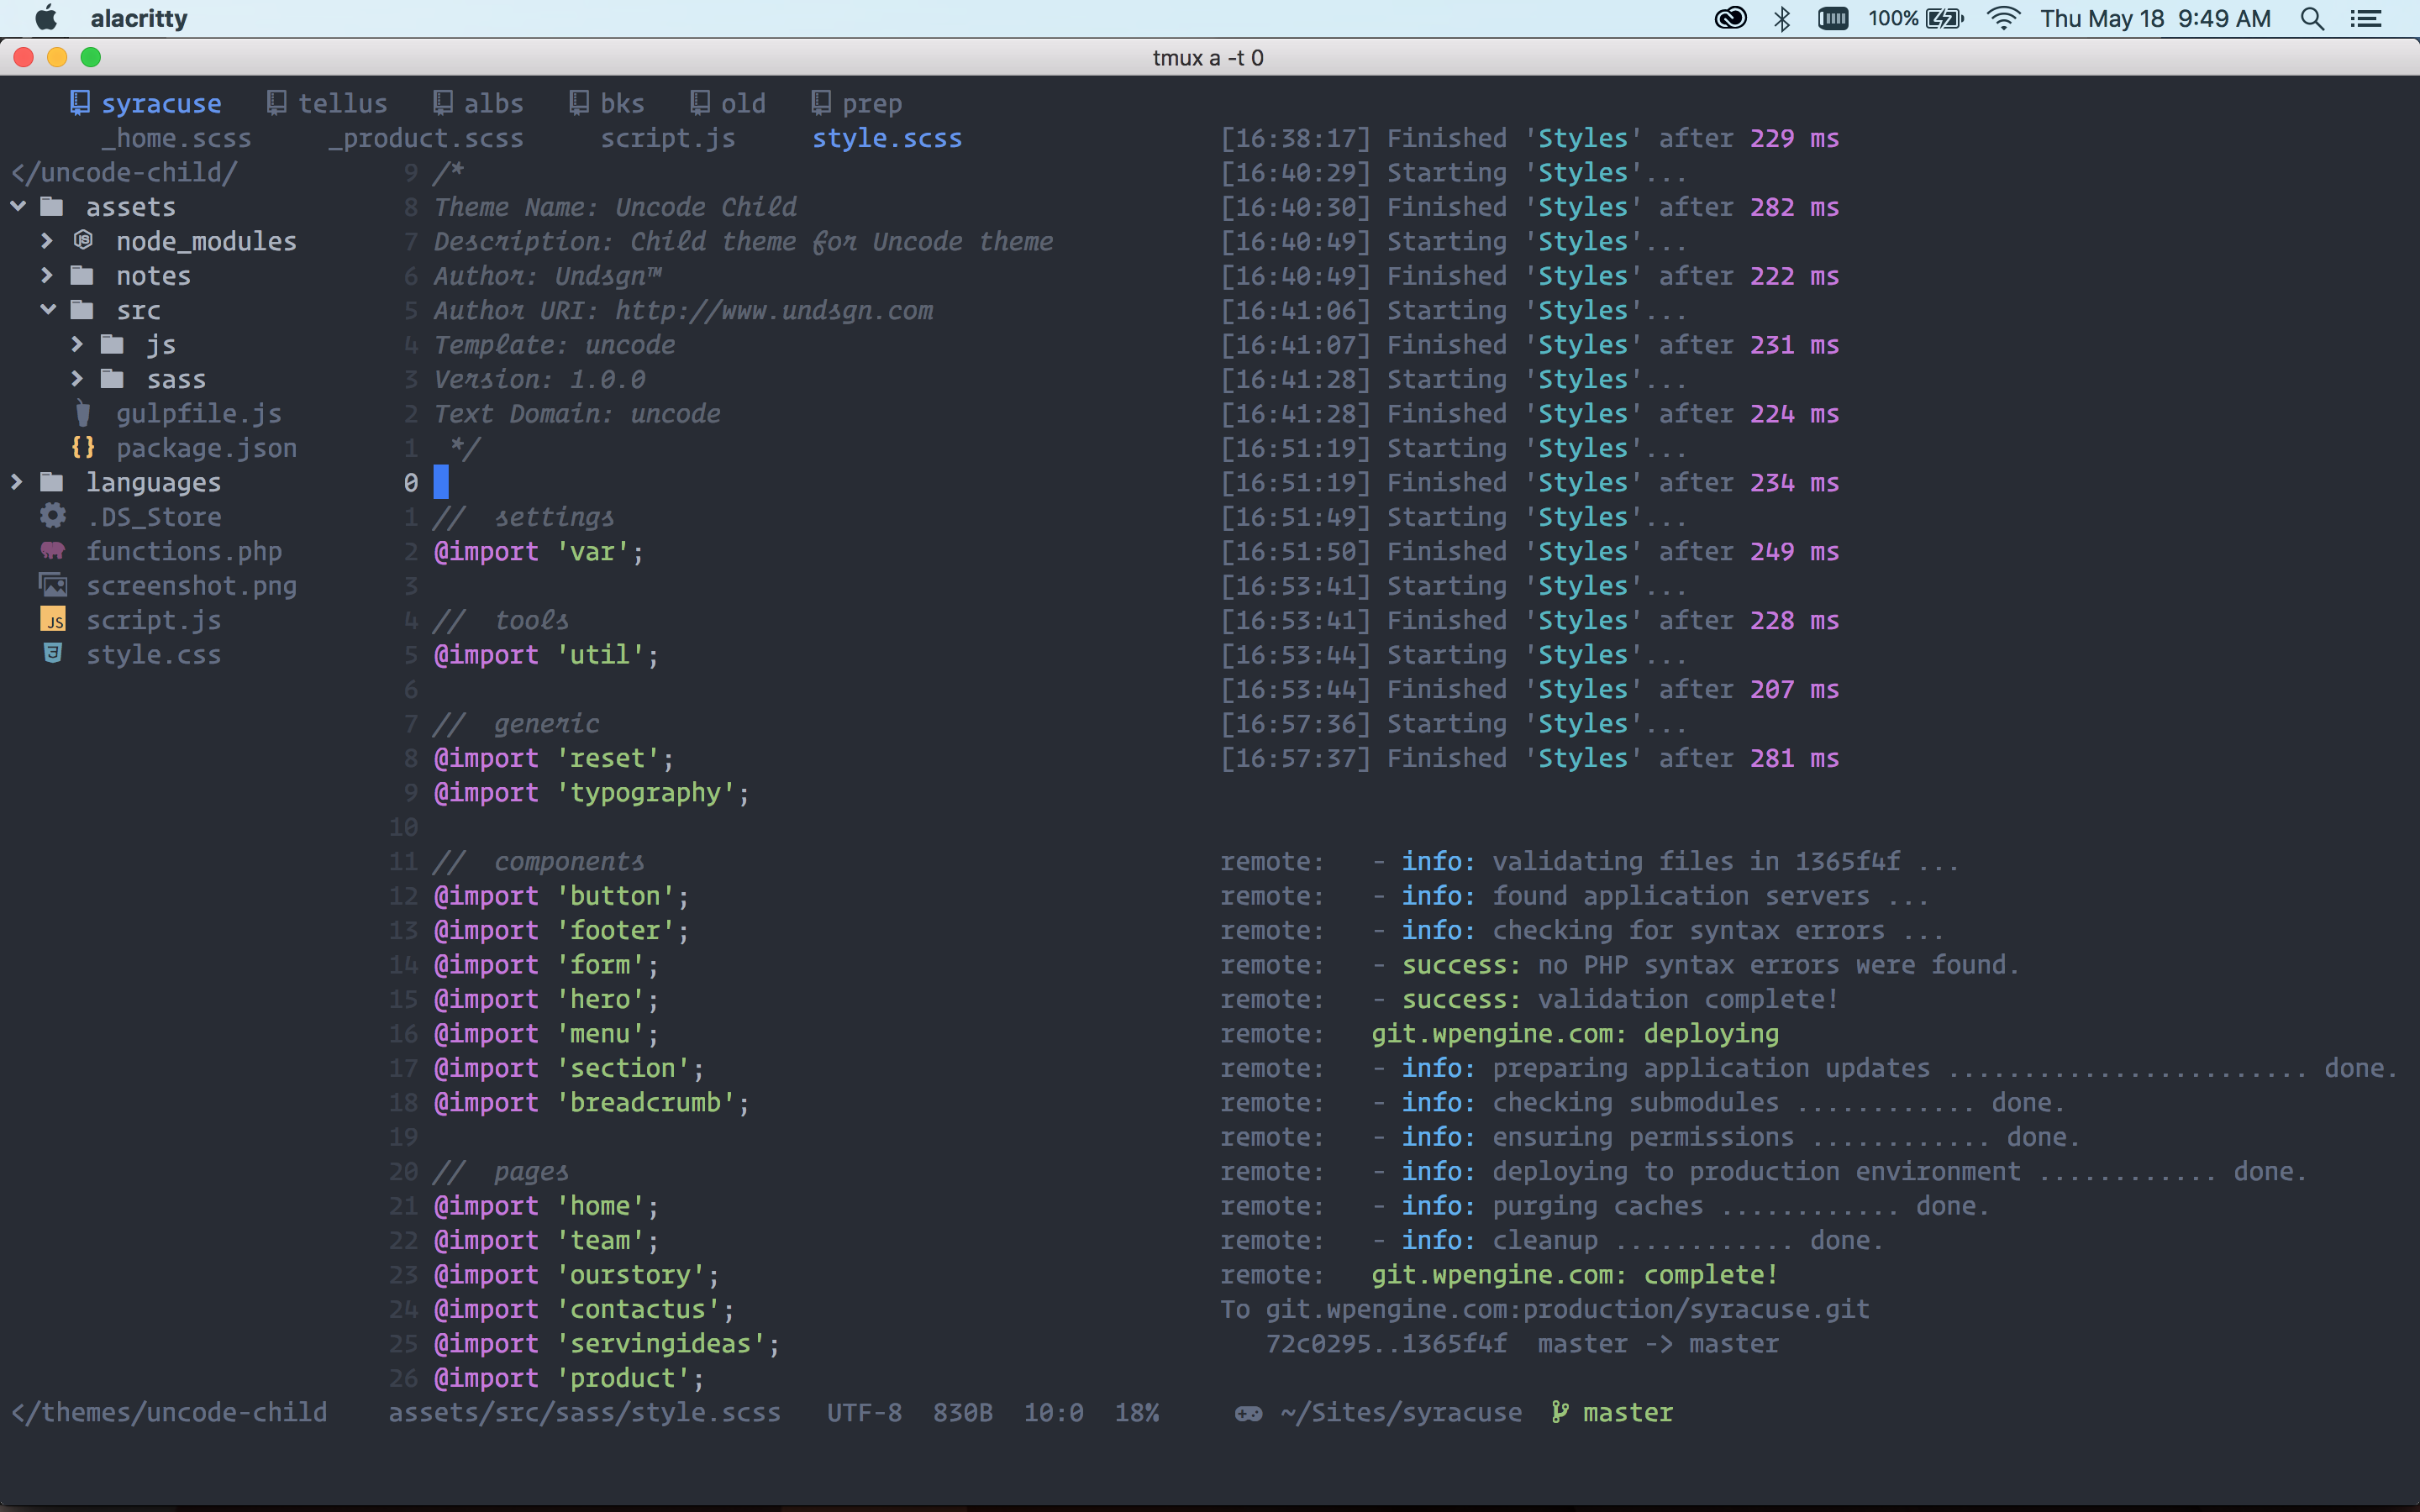 alacritty 100% Thu May 18 9:49 AM
tmux a -t 0
syracuse tellus albs bks old prep
_home.scss _product.scss script.js style.scss
</uncode-child/
assets
node_modules
notes
src
js
sass
gulpfile.js
{} package.json
languages
.DS_Store
functions.php
screenshot.png
JS script.js
style.css
9 /*
8 Theme Name: Uncode Child
7 Description: Child theme for Uncode theme
6 Author: Undsgn™
5 Author URI: http://www.undsgn.com
4 Template: uncode
3 Version: 1.0.0
2 Text Domain: uncode
1 */
0
1 // settings
2 @import 'var';
3
4 // tools
5 @import 'util';
6
7 // generic
8 @import 'reset';
9 @import 'typography';
10
11 // components
12 @import 'button';
13 @import 'footer';
14 @import 'form';
15 @import 'hero';
16 @import 'menu';
17 @import 'section';
18 @import 'breadcrumb';
19
20 // pages
21 @import 'home';
22 @import 'team';
23 @import 'ourstory';
24 @import 'contactus';
25 @import 'servingideas';
26 @import 'product';
[16:38:17] Finished 'Styles' after 229 ms
[16:40:29] Starting 'Styles'...
[16:40:30] Finished 'Styles' after 282 ms
[16:40:49] Starting 'Styles'...
[16:40:49] Finished 'Styles' after 222 ms
[16:41:06] Starting 'Styles'...
[16:41:07] Finished 'Styles' after 231 ms
[16:41:28] Starting 'Styles'...
[16:41:28] Finished 'Styles' after 224 ms
[16:51:19] Starting 'Styles'...
[16:51:19] Finished 'Styles' after 234 ms
[16:51:49] Starting 'Styles'...
[16:51:50] Finished 'Styles' after 249 ms
[16:53:41] Starting 'Styles'...
[16:53:41] Finished 'Styles' after 228 ms
[16:53:44] Starting 'Styles'...
[16:53:44] Finished 'Styles' after 207 ms
[16:57:36] Starting 'Styles'...
[16:57:37] Finished 'Styles' after 281 ms
remote: - info: validating files in 1365f4f ...
remote: - info: found application servers ...
remote: - info: checking for syntax errors ...
remote: - success: no PHP syntax errors were found.
remote: - success: validation complete!
remote: git.wpengine.com: deploying
remote: - info: preparing application updates ........................ done.
remote: - info: checking submodules ............ done.
remote: - info: ensuring permissions ............ done.
remote: - info: deploying to production environment ............ done.
remote: - info: purging caches ............ done.
remote: - info: cleanup ............ done.
remote: git.wpengine.com: complete!
To git.wpengine.com:production/syracuse.git
72c0295..1365f4f master -> master
</themes/uncode-child assets/src/sass/style.scss UTF-8 830B 10:0 18% ~/Sites/syracuse master